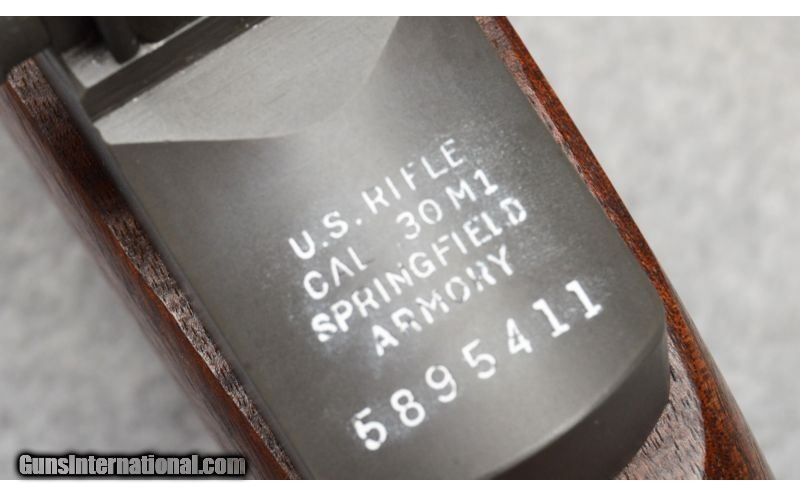 U.S. RIFLE
CAL 30 M1
SPRINGFIELD
ARMORY
5895411
GunsInternational.com